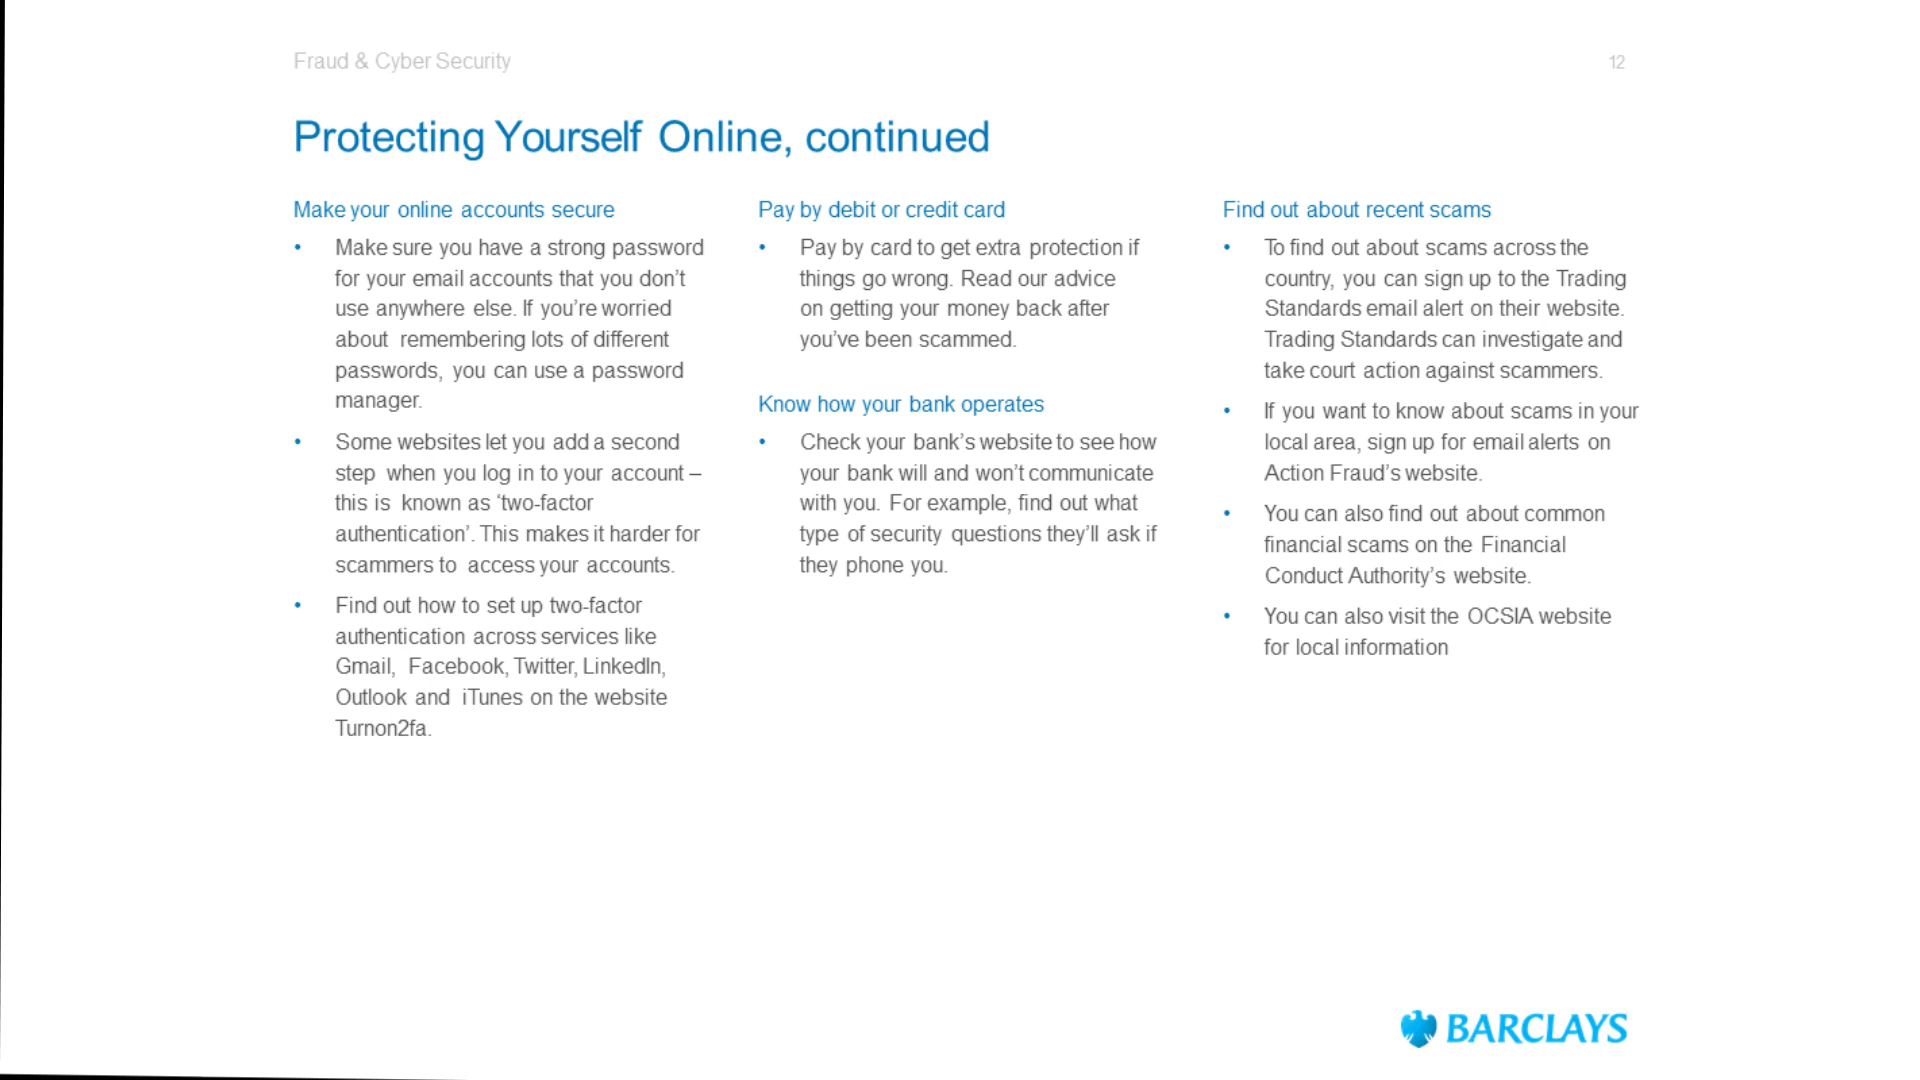 Fraud & Cyber Security
12
Protecting Yourself Online, continued
Make your online accounts secure
• Make sure you have a strong password
for your email accounts that you don’t
use anywhere else. If you’re worried
about remembering lots of different
passwords, you can use a password
manager.
• Some websites let you add a second
step when you log in to your account –
this is known as ‘two-factor
authentication’. This makes it harder for
scammers to access your accounts.
• Find out how to set up two-factor
authentication across services like
Gmail, Facebook, Twitter, LinkedIn,
Outlook and iTunes on the website
Turnon2fa.
Pay by debit or credit card
• Pay by card to get extra protection if
things go wrong. Read our advice
on getting your money back after
you’ve been scammed.
Know how your bank operates
• Check your bank’s website to see how
your bank will and won’t communicate
with you. For example, find out what
type of security questions they’ll ask if
they phone you.
Find out about recent scams
• To find out about scams across the
country, you can sign up to the Trading
Standards email alert on their website.
Trading Standards can investigate and
take court action against scammers.
• If you want to know about scams in your
local area, sign up for email alerts on
Action Fraud’s website.
• You can also find out about common
financial scams on the Financial
Conduct Authority’s website.
• You can also visit the OCSIA website
for local information
BARCLAYS